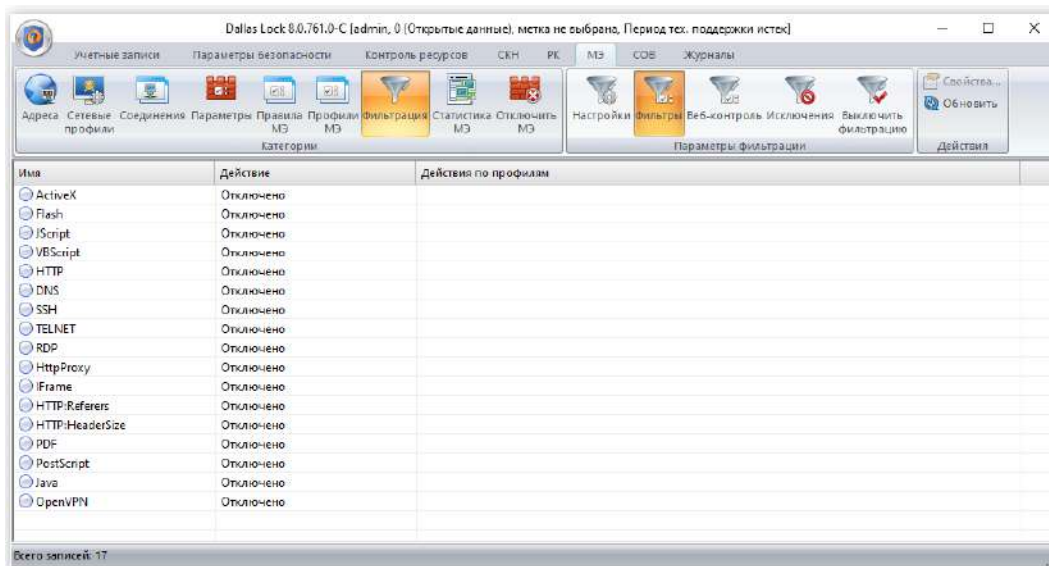 Dallas Lock 8.0.761.0-C [admin, 0 (Открытые данные), метка не выбрана, Период тех. поддержки истек]
Учетные записи Параметры безопасности Контроль ресурсов СКН РК МЭ СОВ Журналы
Адреса Сетевые профили Соединения Параметры Правила МЭ Профили МЭ Фильтрация Статистика МЭ Отключить МЭ
Категории
Настройки Фильтры Веб-контроль Исключения Выключить фильтрацию
Параметры фильтрации
Свойства...
Обновить
Действия
Имя Действие Действия по профилям
ActiveX Отключено
Flash Отключено
JScript Отключено
VBScript Отключено
HTTP Отключено
DNS Отключено
SSH Отключено
TELNET Отключено
RDP Отключено
HttpProxy Отключено
IFrame Отключено
HTTP:Referers Отключено
HTTP:HeaderSize Отключено
PDF Отключено
PostScript Отключено
Java Отключено
OpenVPN Отключено
Всего записей: 17